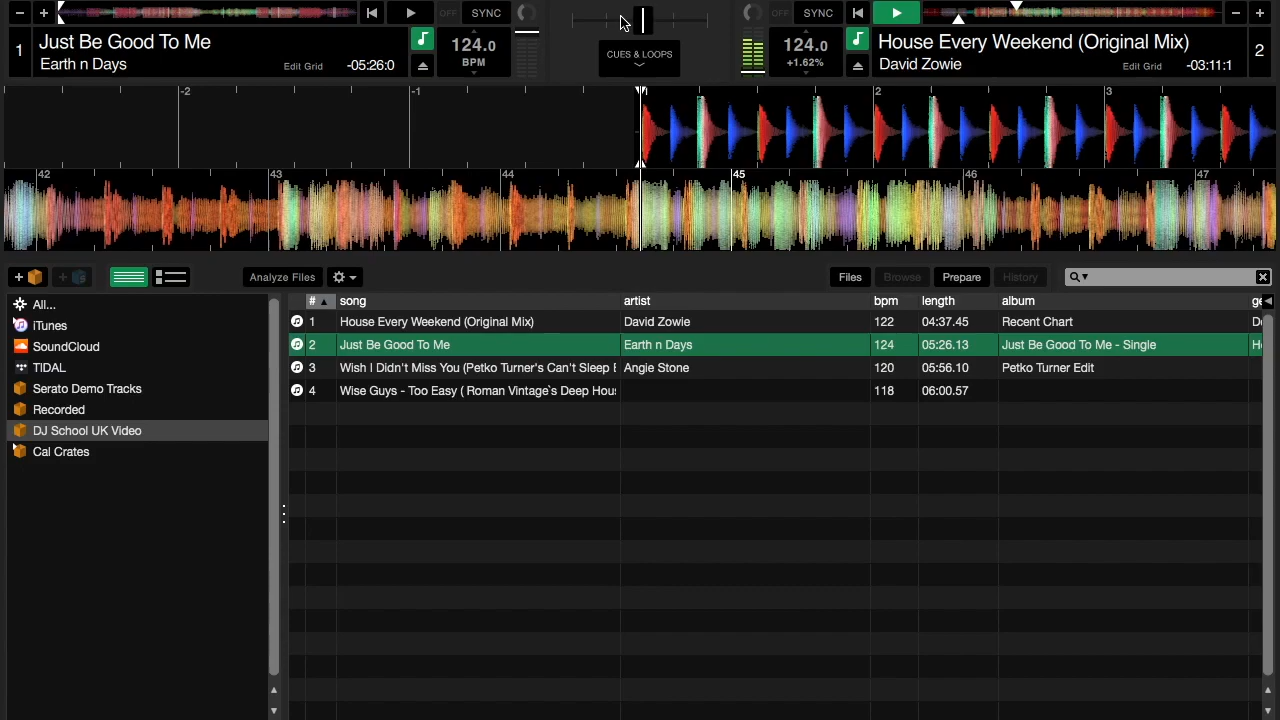 OFF SYNC OFF SYNC
1 Just Be Good To Me 124.0 CUES & LOOPS 124.0 House Every Weekend (Original Mix) 2
Earth n Days Edit Grid -05:26:0 BPM +1.62% David Zowie Edit Grid -03:11:1
-2 -1 1 2 3
42 43 44 45 46 47
Analyze Files Files Browse Prepare History
All... # song artist bpm length album ge
iTunes 1 House Every Weekend (Original Mix) David Zowie 122 04:37.45 Recent Chart
SoundCloud 2 Just Be Good To Me Earth n Days 124 05:26.13 Just Be Good To Me - Single
TIDAL 3 Wish I Didn't Miss You (Petko Turner's Can't Sleep Angie Stone 120 05:56.10 Petko Turner Edit
Serato Demo Tracks 4 Wise Guys - Too Easy ( Roman Vintage`s Deep Hou 118 06:00.57
Recorded
DJ School UK Video
Cal Crates